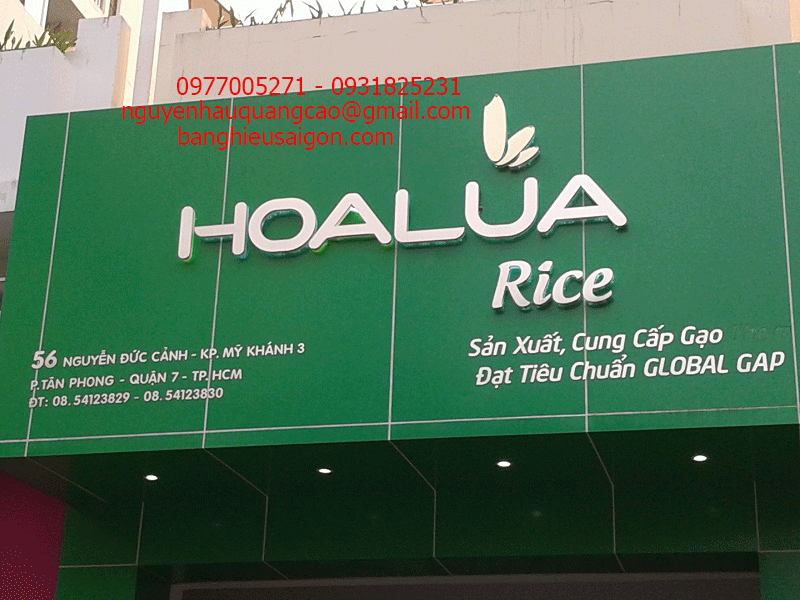 0977005271 - 0931825231
nguyenhauquangcao@gmail.com
banghieusaigon.com
HOALUA
Rice
Sản Xuất, Cung Cấp Gạo
Đạt Tiêu Chuẩn GLOBAL GAP
56 NGUYỄN ĐỨC CẢNH - KP. MỸ KHÁNH 3
P.TÂN PHONG - QUẬN 7 - TP.HCM
ĐT: 08. 54123829 - 08. 54123830